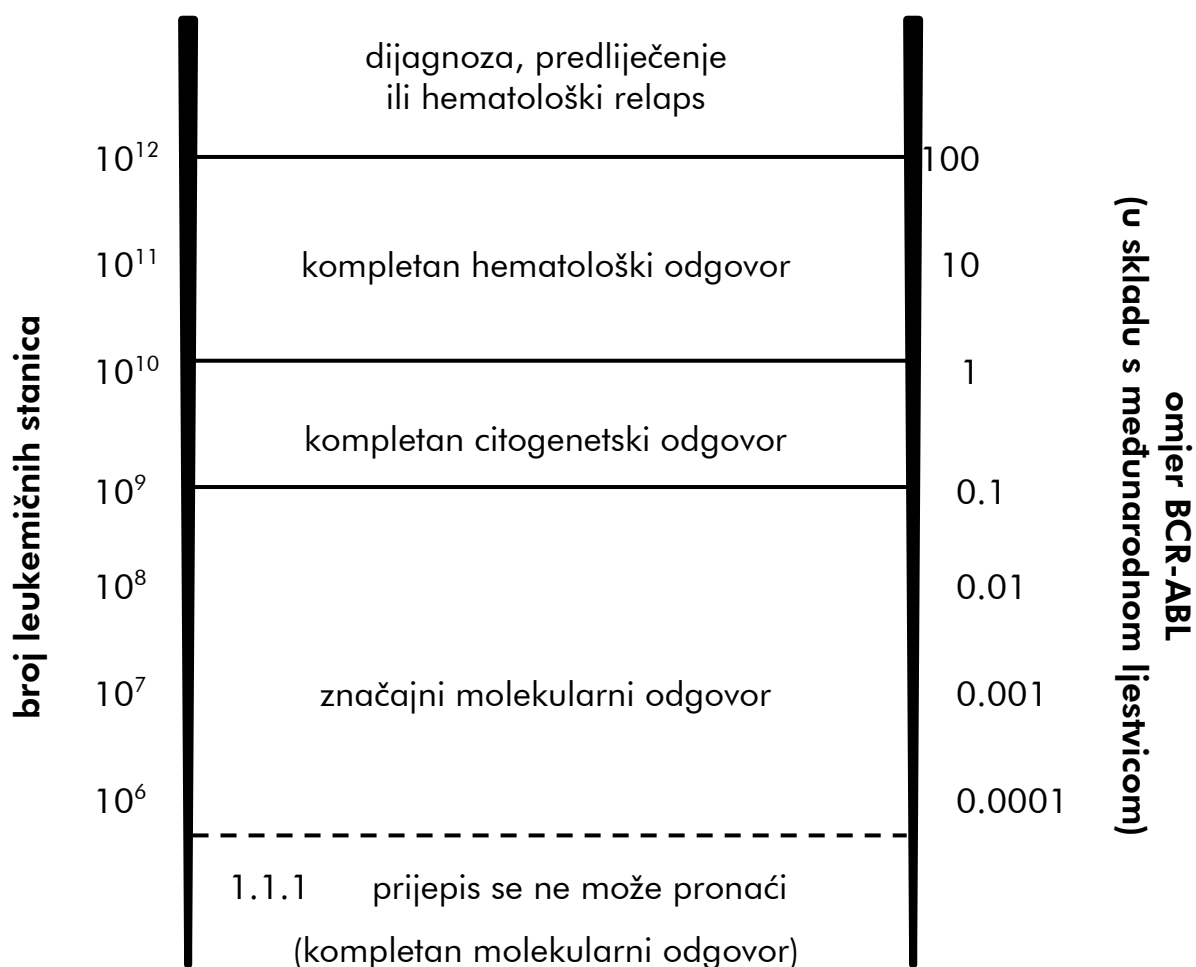 dijagnoza, predliječenje
ili hematološki relaps
10¹² 100
10¹¹ kompletan hematološki odgovor 10
10¹⁰ 1
kompletan citogenetski odgovor
10⁹ 0.1
10⁸ 0.01
10⁷ značajni molekularni odgovor 0.001
10⁶ 0.0001
1.1.1 prijepis se ne može pronaći
(kompletan molekularni odgovor)
broj leukemičnih stanica
omjer BCR-ABL
(u skladu s međunarodnom ljestvicom)